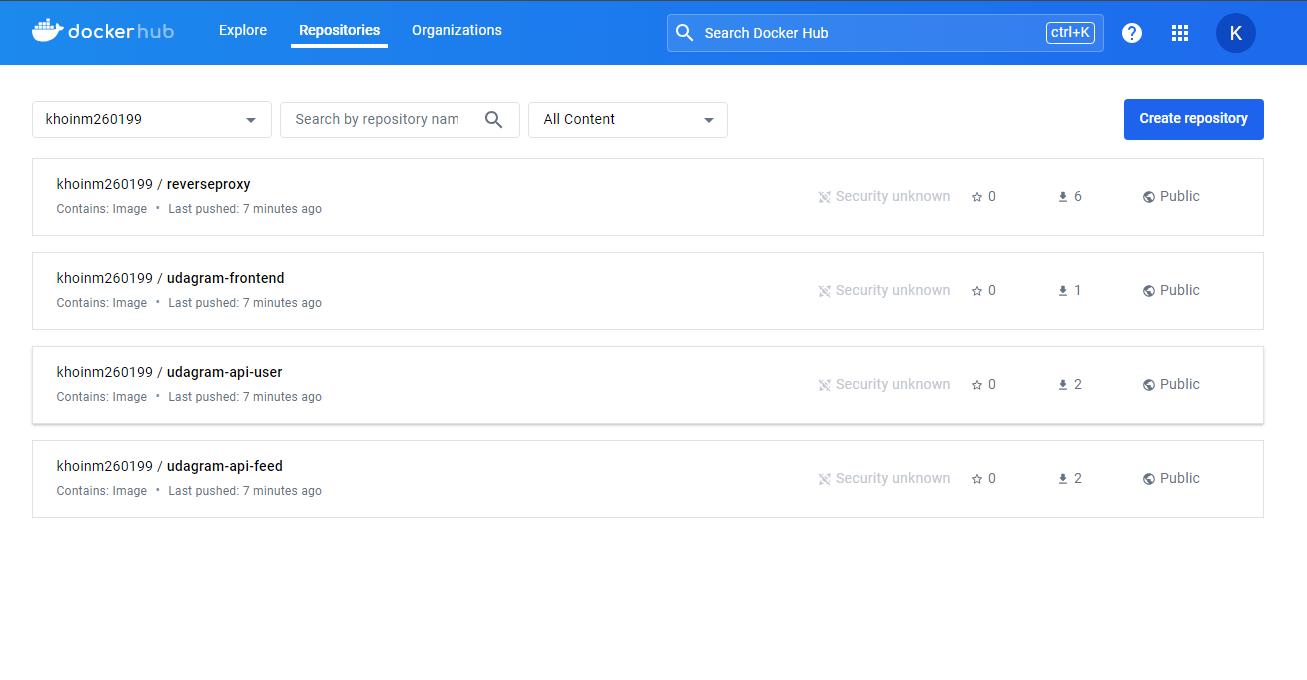 dockerhub Explore Repositories Organizations Search Docker Hub ctrl+K ? K
khoinm260199 Search by repository nam All Content Create repository
khoinm260199 / reverseproxy
Contains: Image • Last pushed: 7 minutes ago
Security unknown 0 6 Public
khoinm260199 / udagram-frontend
Contains: Image • Last pushed: 7 minutes ago
Security unknown 0 1 Public
khoinm260199 / udagram-api-user
Contains: Image • Last pushed: 7 minutes ago
Security unknown 0 2 Public
khoinm260199 / udagram-api-feed
Contains: Image • Last pushed: 7 minutes ago
Security unknown 0 2 Public